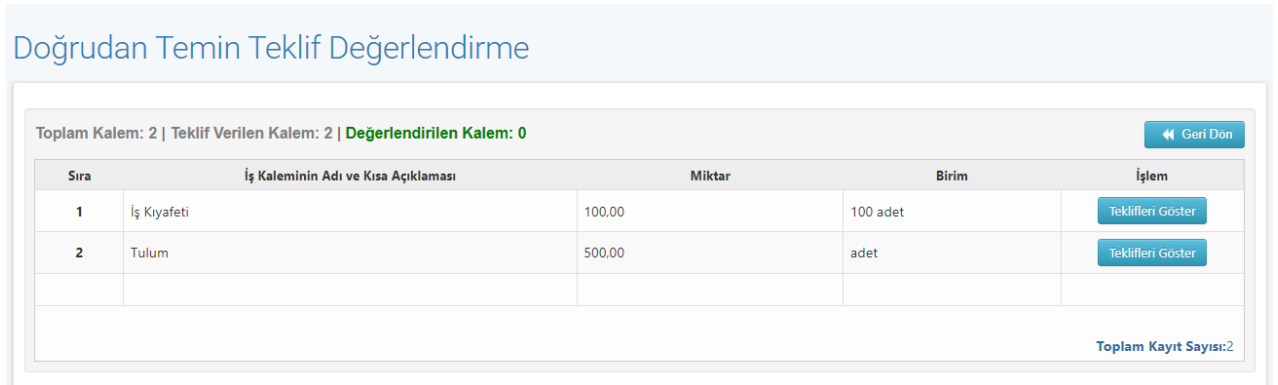 Doğrudan Temin Teklif Değerlendirme
Toplam Kalem: 2 | Teklif Verilen Kalem: 2 | Değerlendirilen Kalem: 0
Geri Dön
Sıra İş Kaleminin Adı ve Kısa Açıklaması Miktar Birim İşlem
1 İş Kıyafeti 100,00 100 adet Teklifleri Göster
2 Tulum 500,00 adet Teklifleri Göster
Toplam Kayıt Sayısı:2